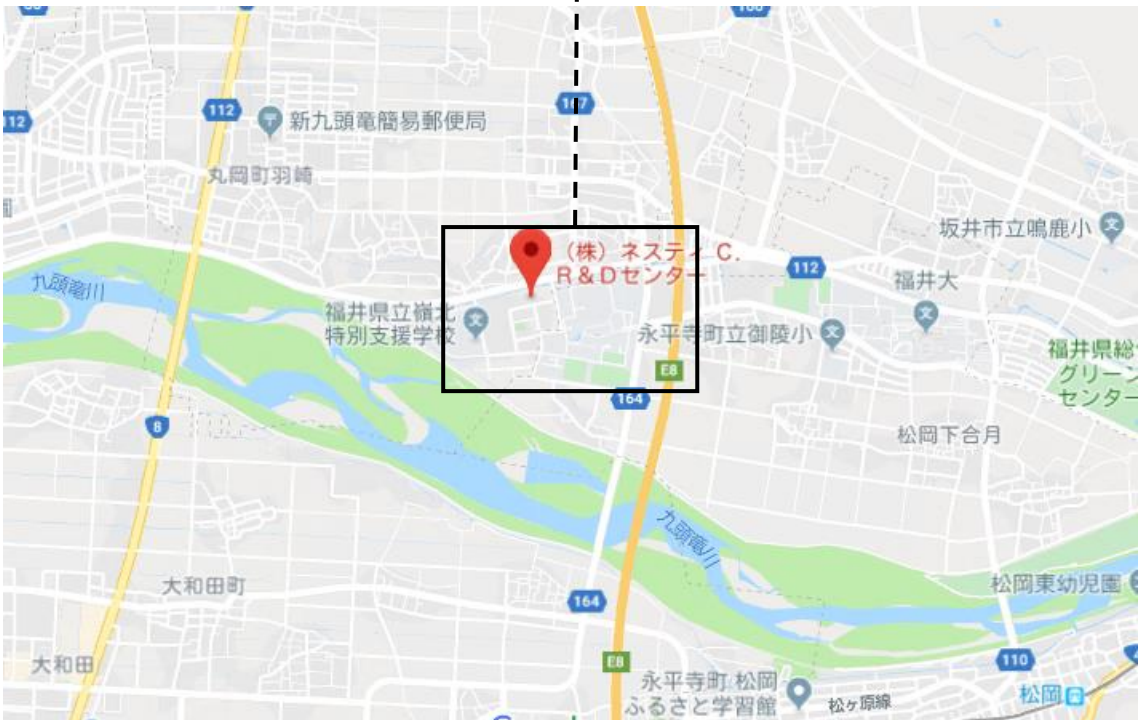 112
112
新九頭竜簡易郵便局
167
丸岡町羽崎
坂井市立鳴鹿小
(株) ネスティ C.
R&Dセンター
112
福井大
九頭竜川
福井県立嶺北
特別支援学校
永平寺町立御陵小
福井県総
グリーン
センター
E8
164
8
松岡下合月
九頭竜川
大和田町
164
松岡東幼児園
大和田
E8
110
永平寺町 松岡
ふるさと学習館
松ヶ原線
松岡